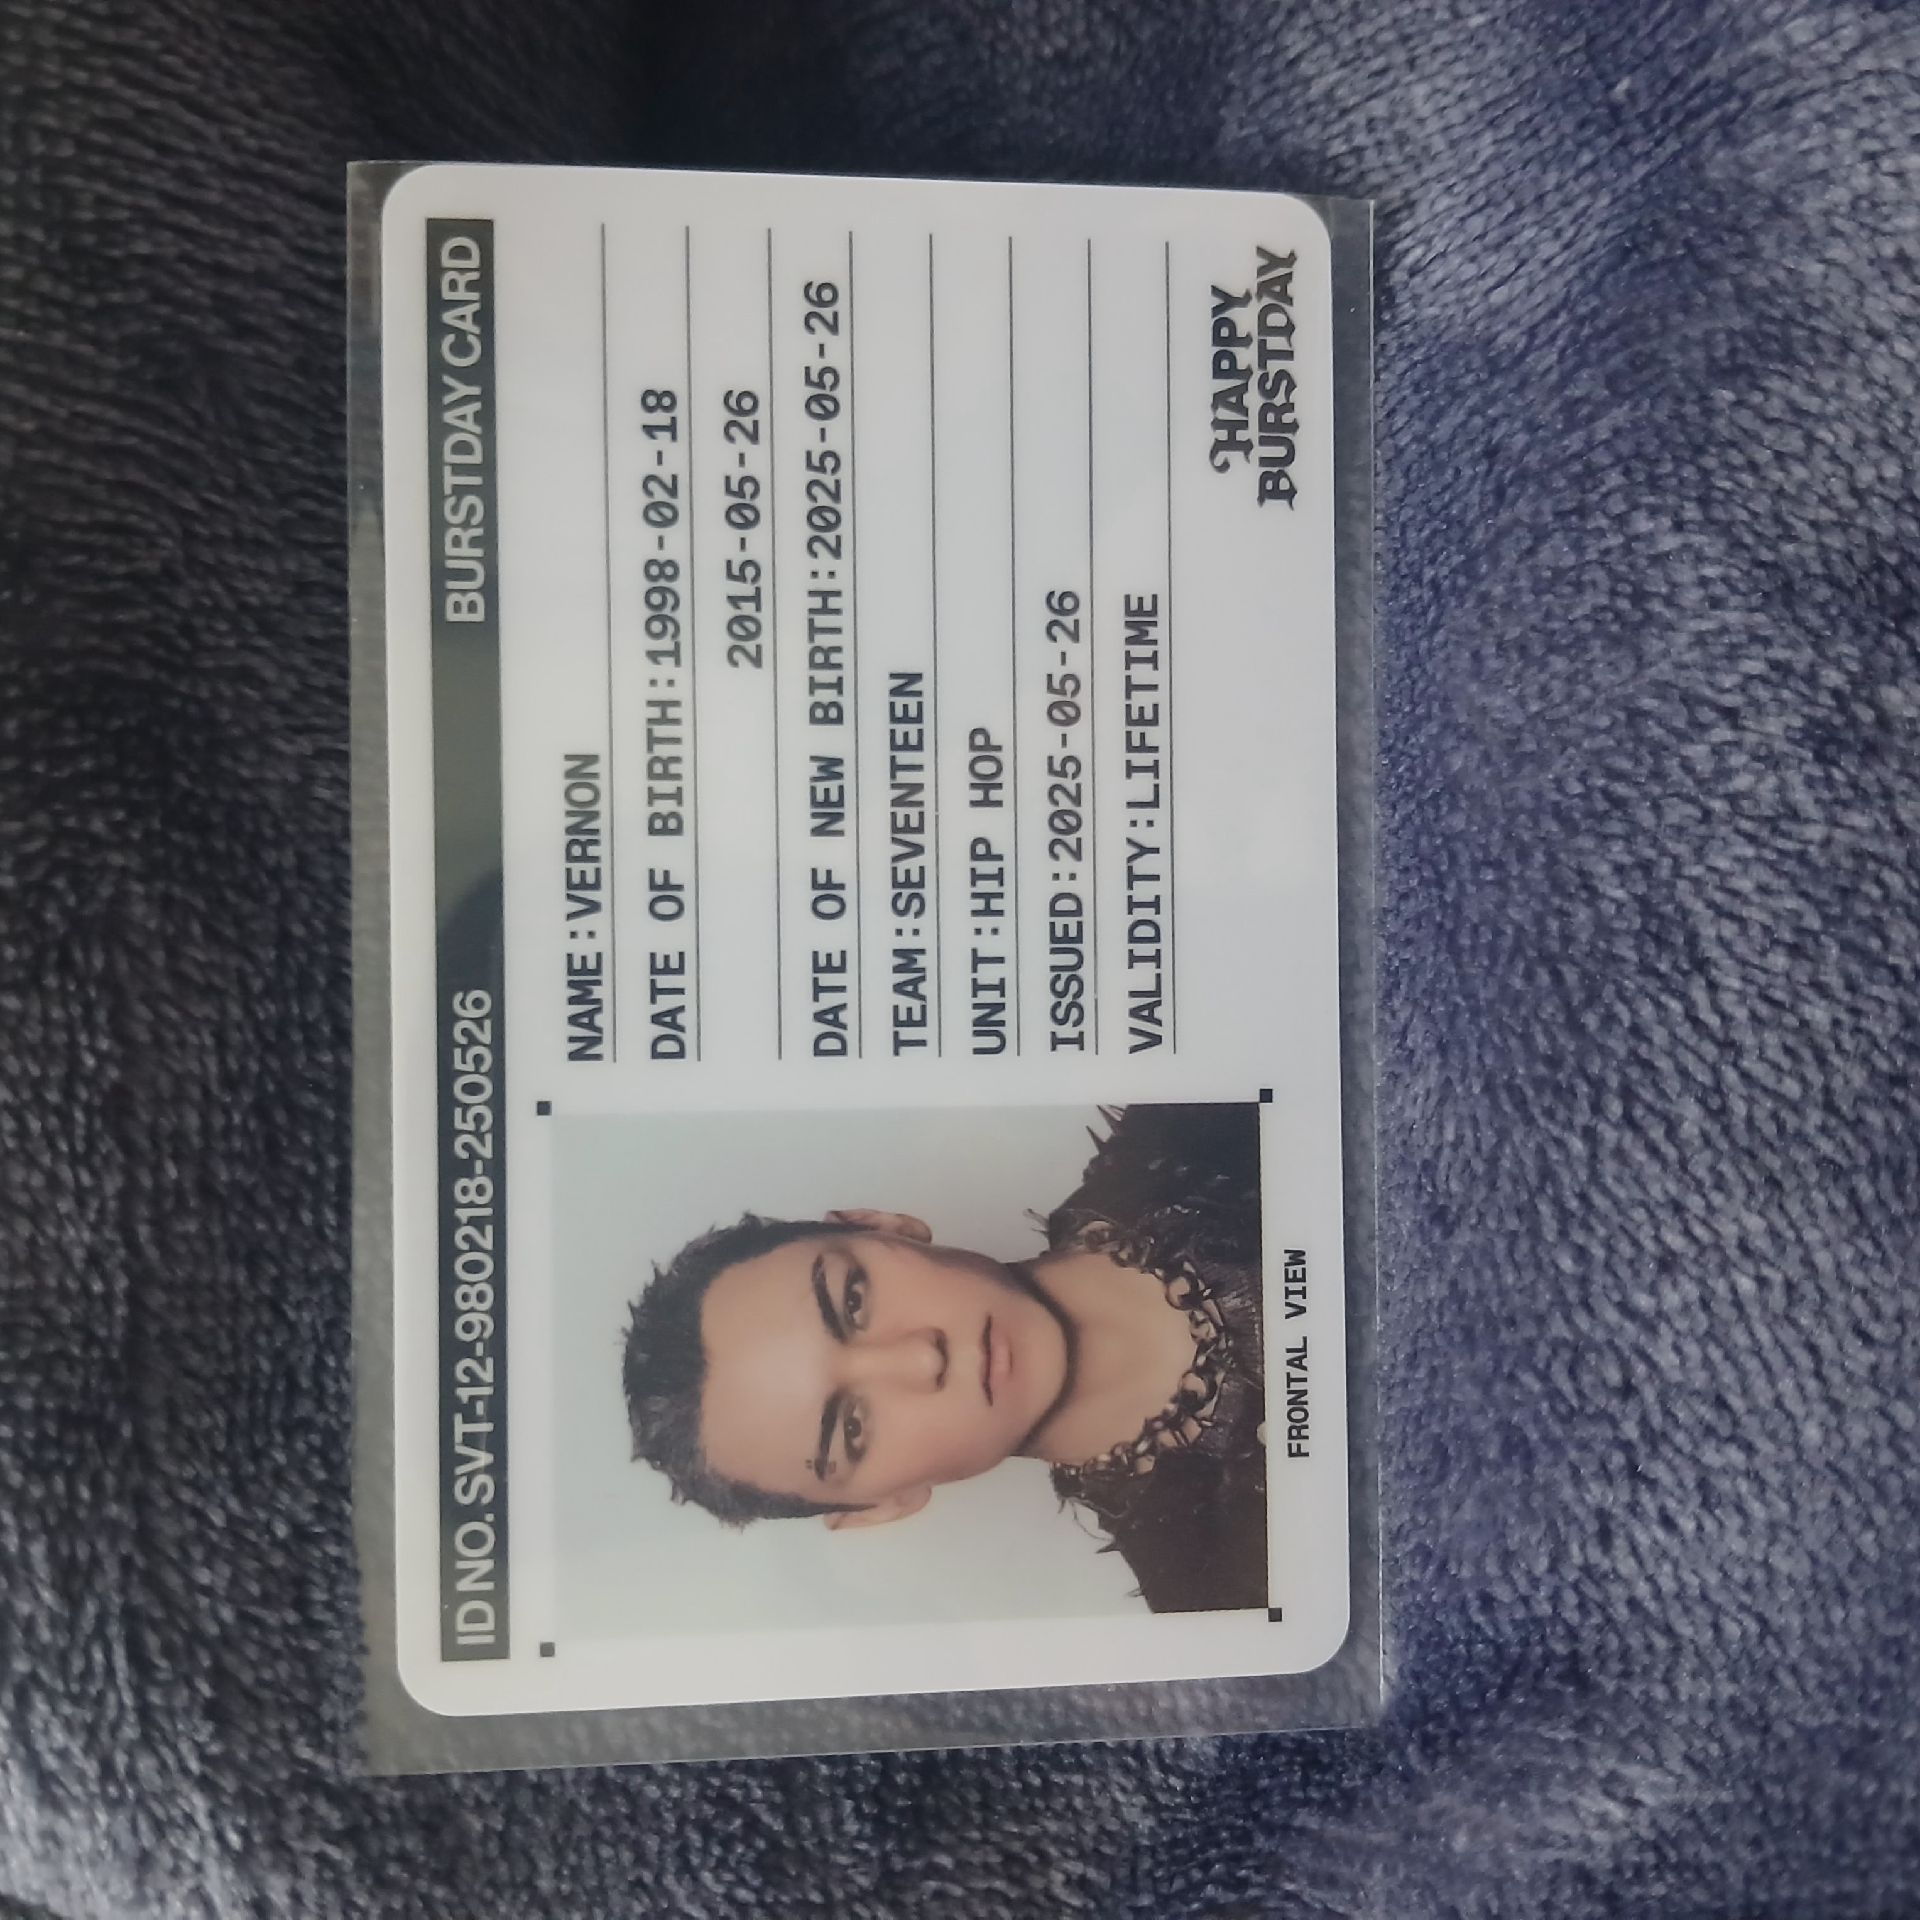 ID NO. SVT-12-980218-250526 BURSTDAY CARD
NAME:VERNON
DATE OF BIRTH:1998-02-18
2015-05-26
DATE OF NEW BIRTH:2025-05-26
TEAM:SEVENTEEN
UNIT:HIP HOP
ISSUED:2025-05-26
VALIDITY:LIFETIME
FRONTAL VIEW
HAPPY
BURSTDAY